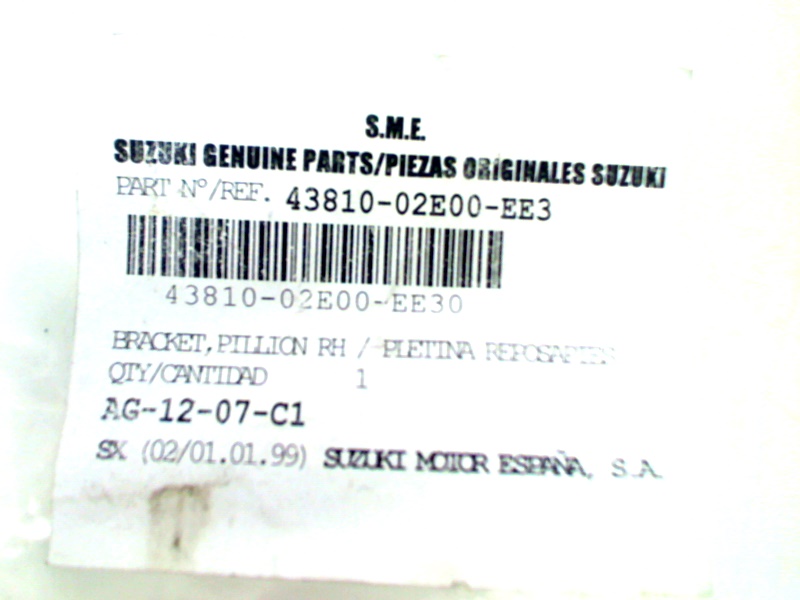 S.M.E.
SUZUKI GENUINE PARTS/PIEZAS ORIGINALES SUZUKI
PART Nº/REF. 43810-02E00-EE3
43810-02E00-EE30
BRACKET,PILLION RH / PLETINA REPOSAPIES
QTY/CANTIDAD 1
AG-12-07-C1
SX (02/01.01.99) SUZUKI MOTOR ESPAÑA, S.A.